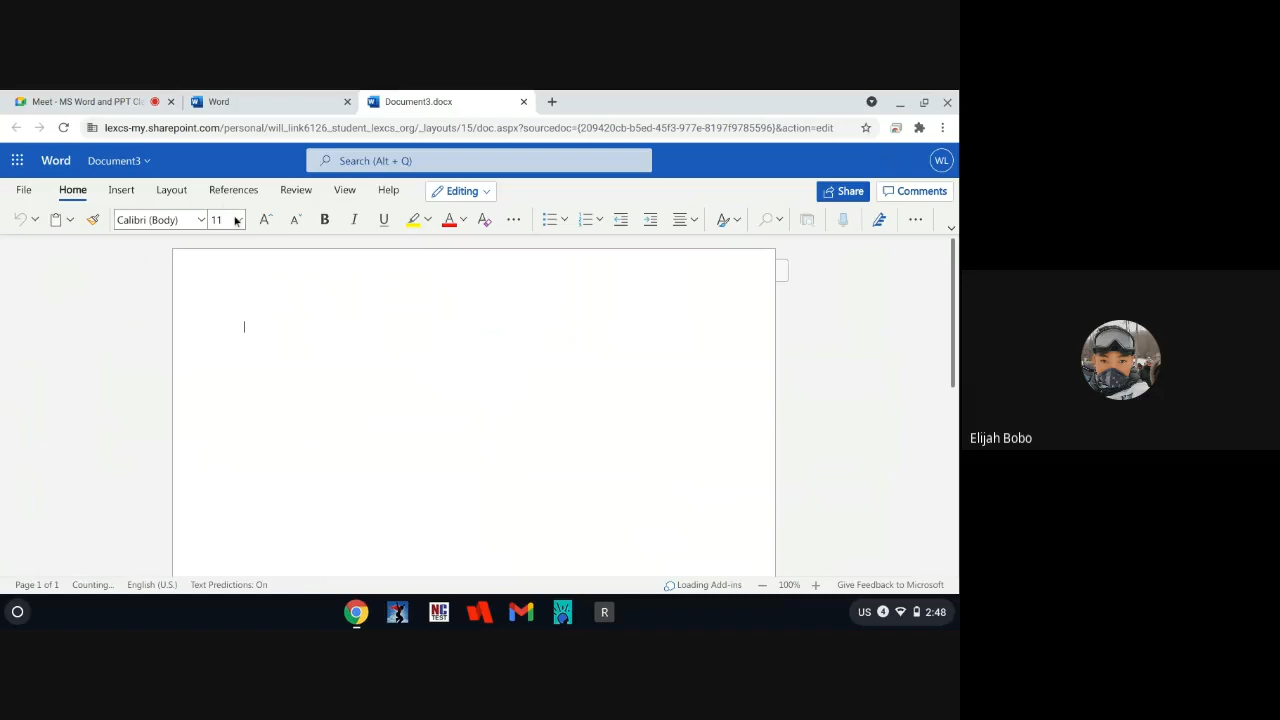 Meet - MS Word and PPT Cl
Word
Document3.docx
lexcs-my.sharepoint.com/personal/will_link6126_student_lexcs_org/_layouts/15/doc.aspx?sourcedoc={209420cb-b5ed-45f3-977e-8197f9785596}&action=edit
Word Document3 Search (Alt + Q) WL
File Home Insert Layout References Review View Help Editing Share Comments
Calibri (Body) 11 A A B I U A A
Elijah Bobo
Page 1 of 1 Counting... English (U.S.) Text Predictions: On Loading Add-ins 100% Give Feedback to Microsoft
NC TEST R US 4 2:48